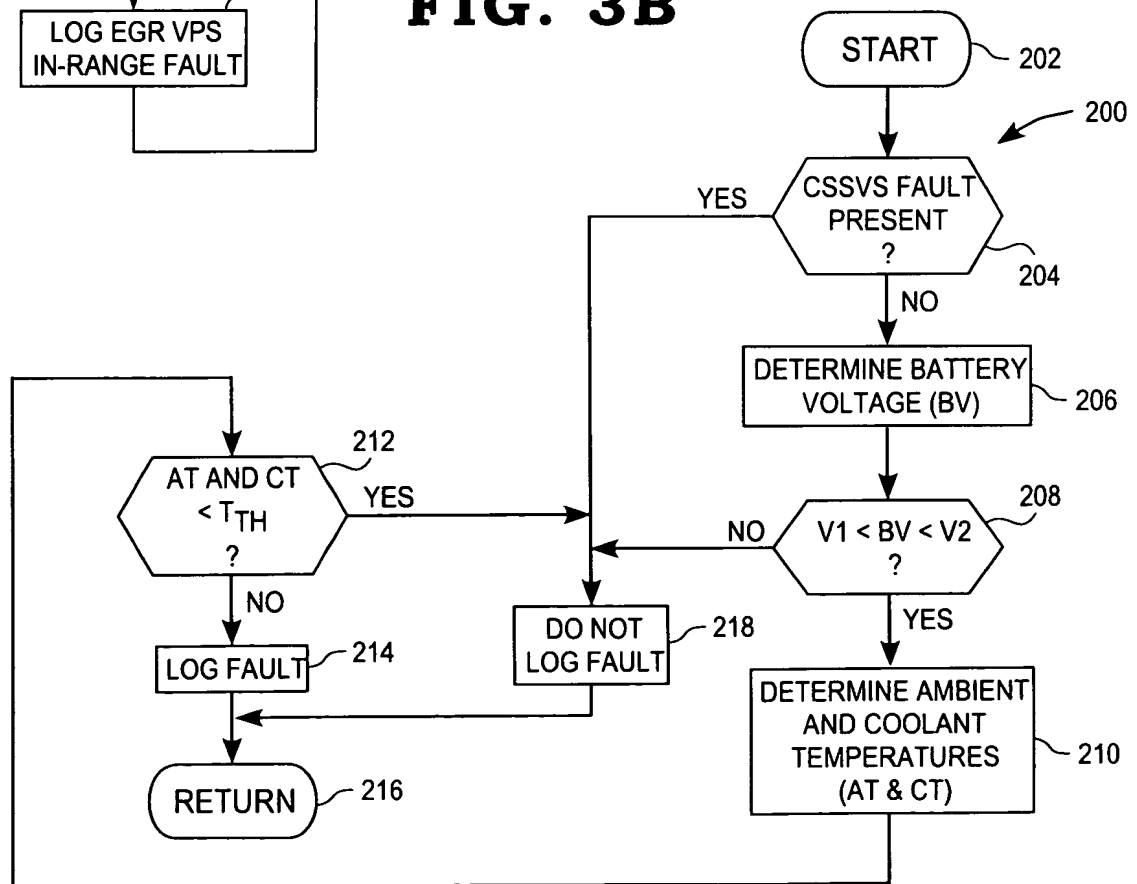 FIG. 3B
LOG EGR VPS
IN-RANGE FAULT
START
202
200
CSSVS FAULT
PRESENT
?
204
YES
NO
DETERMINE BATTERY
VOLTAGE (BV)
206
V1 < BV < V2
?
208
NO
YES
DETERMINE AMBIENT
AND COOLANT
TEMPERATURES
(AT & CT)
210
AT AND CT
< TTH
?
212
YES
NO
LOG FAULT
214
DO NOT
LOG FAULT
218
RETURN
216